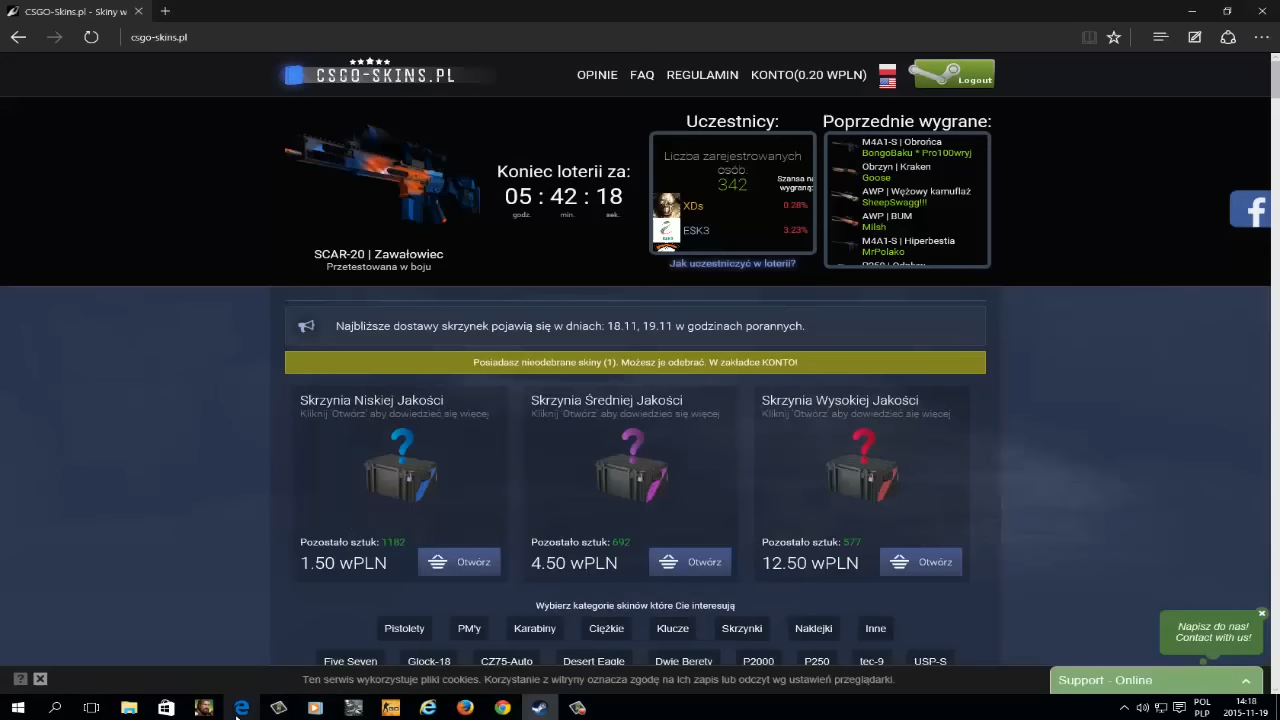 CSGO-Skins.pl - Skiny w
csgo-skins.pl
CSGO-SKINS.PL
OPINIE FAQ REGULAMIN KONTO(0.20 WPLN)
Logout
Koniec loterii za:
05 : 42 : 18
godz. min. sek.
SCAR-20 | Zawałowiec
Przetestowana w boju
Uczestnicy:
Liczba zarejestrowanych
osób:
342
Szansa na
wygraną:
XDs 0.28%
ESK3 3.23%
Jak uczestniczyć w loterii?
Poprzednie wygrane:
M4A1-S | Obrońca
BongoBaku * Pro100wryj
Obrzyn | Kraken
Goose
AWP | Wężowy kamuflaż
SheepSwagg!!!
AWP | BUM
Milsh
M4A1-S | Hiperbestia
MrPolako
Najbliższe dostawy skrzynek pojawią się w dniach: 18.11, 19.11 w godzinach porannych.
Posiadasz nieodebrane skiny (1). Możesz je odebrać. W zakładce KONTO!
Skrzynia Niskiej Jakości
Kliknij 'Otwórz' aby dowiedzieć się więcej
Pozostało sztuk: 1182
1.50 wPLN Otwórz
Skrzynia Średniej Jakości
Kliknij 'Otwórz' aby dowiedzieć się więcej
Pozostało sztuk: 692
4.50 wPLN Otwórz
Skrzynia Wysokiej Jakości
Kliknij 'Otwórz' aby dowiedzieć się więcej
Pozostało sztuk: 577
12.50 wPLN Otwórz
Wybierz kategorie skinów które Cie interesują
Pistolety PM'y Karabiny Ciężkie Klucze Skrzynki Naklejki Inne
Five Seven Glock-18 CZ75-Auto Desert Eagle Dwie Berety P2000 P250 tec-9 USP-S
Napisz do nas!
Contact with us!
Ten serwis wykorzystuje pliki cookies. Korzystanie z witryny oznacza zgodę na ich zapis lub odczyt wg ustawień przeglądarki.
Support - Online
POL
PLP
14:18
2015-11-19